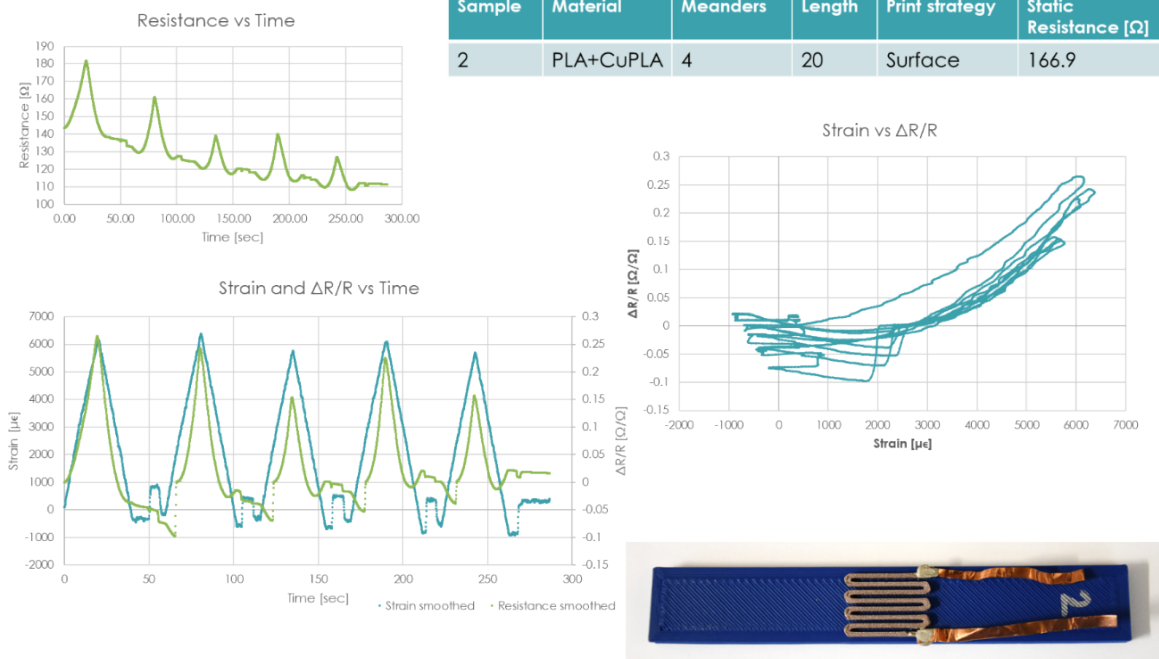 Resistance vs Time
190
180
170
160
150
140
130
120
110
100
Resistance [Ω]
0.00 50.00 100.00 150.00 200.00 250.00 300.00
Time [sec]
Sample Material Meanders Length Print strategy Static Resistance [Ω]
2 PLA+CuPLA 4 20 Surface 166.9
Strain vs ΔR/R
0.3
0.25
0.2
0.15
0.1
0.05
0
-0.05
-0.1
-0.15
ΔR/R [Ω/Ω]
-2000 -1000 0 1000 2000 3000 4000 5000 6000 7000
Strain [με]
Strain and ΔR/R vs Time
7000
6000
5000
4000
3000
2000
1000
0
-1000
-2000
Strain [με]
0.3
0.25
0.2
0.15
0.1
0.05
0
-0.05
-0.1
-0.15
ΔR/R [Ω/Ω]
0 50 100 150 200 250 300
Time [sec]
Strain smoothed Resistance smoothed
2